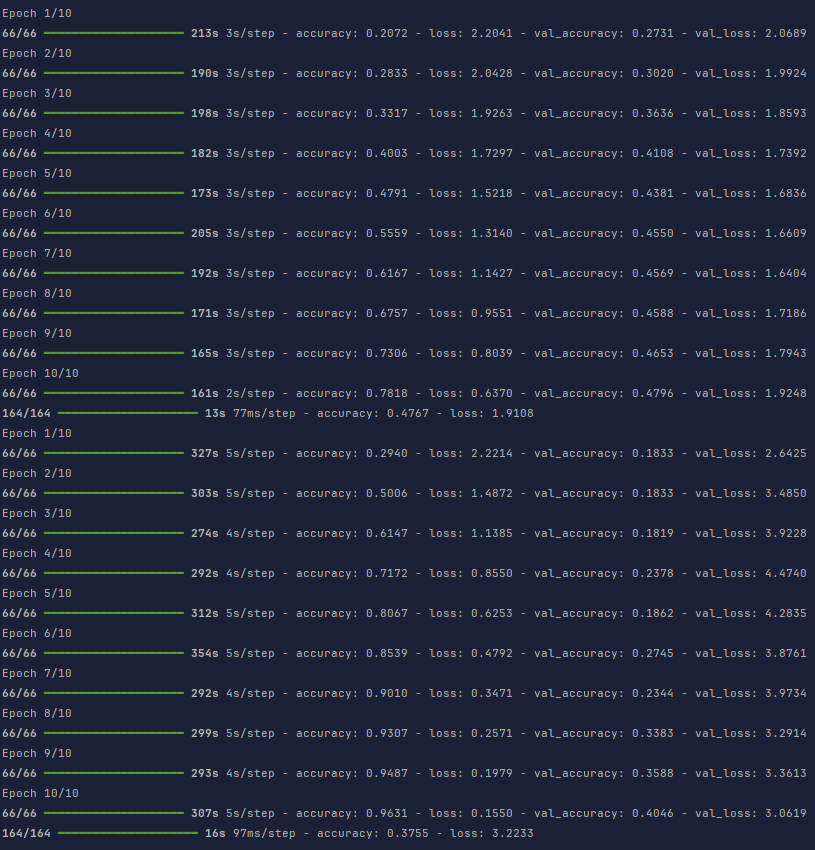 Epoch 1/10
66/66 ━━━━━━━━━━━━━━━━━━━━ 213s 3s/step - accuracy: 0.2072 - loss: 2.2041 - val_accuracy: 0.2731 - val_loss: 2.0689
Epoch 2/10
66/66 ━━━━━━━━━━━━━━━━━━━━ 190s 3s/step - accuracy: 0.2833 - loss: 2.0428 - val_accuracy: 0.3020 - val_loss: 1.9924
Epoch 3/10
66/66 ━━━━━━━━━━━━━━━━━━━━ 198s 3s/step - accuracy: 0.3317 - loss: 1.9263 - val_accuracy: 0.3636 - val_loss: 1.8593
Epoch 4/10
66/66 ━━━━━━━━━━━━━━━━━━━━ 182s 3s/step - accuracy: 0.4003 - loss: 1.7297 - val_accuracy: 0.4108 - val_loss: 1.7392
Epoch 5/10
66/66 ━━━━━━━━━━━━━━━━━━━━ 173s 3s/step - accuracy: 0.4791 - loss: 1.5218 - val_accuracy: 0.4381 - val_loss: 1.6836
Epoch 6/10
66/66 ━━━━━━━━━━━━━━━━━━━━ 205s 3s/step - accuracy: 0.5559 - loss: 1.3140 - val_accuracy: 0.4550 - val_loss: 1.6609
Epoch 7/10
66/66 ━━━━━━━━━━━━━━━━━━━━ 192s 3s/step - accuracy: 0.6167 - loss: 1.1427 - val_accuracy: 0.4569 - val_loss: 1.6404
Epoch 8/10
66/66 ━━━━━━━━━━━━━━━━━━━━ 171s 3s/step - accuracy: 0.6757 - loss: 0.9551 - val_accuracy: 0.4588 - val_loss: 1.7186
Epoch 9/10
66/66 ━━━━━━━━━━━━━━━━━━━━ 165s 3s/step - accuracy: 0.7306 - loss: 0.8039 - val_accuracy: 0.4653 - val_loss: 1.7943
Epoch 10/10
66/66 ━━━━━━━━━━━━━━━━━━━━ 161s 2s/step - accuracy: 0.7818 - loss: 0.6370 - val_accuracy: 0.4796 - val_loss: 1.9248
164/164 ━━━━━━━━━━━━━━━━━━━━ 13s 77ms/step - accuracy: 0.4767 - loss: 1.9108
Epoch 1/10
66/66 ━━━━━━━━━━━━━━━━━━━━ 327s 5s/step - accuracy: 0.2940 - loss: 2.2214 - val_accuracy: 0.1833 - val_loss: 2.6425
Epoch 2/10
66/66 ━━━━━━━━━━━━━━━━━━━━ 303s 5s/step - accuracy: 0.5006 - loss: 1.4872 - val_accuracy: 0.1833 - val_loss: 3.4850
Epoch 3/10
66/66 ━━━━━━━━━━━━━━━━━━━━ 274s 4s/step - accuracy: 0.6147 - loss: 1.1385 - val_accuracy: 0.1819 - val_loss: 3.9228
Epoch 4/10
66/66 ━━━━━━━━━━━━━━━━━━━━ 292s 4s/step - accuracy: 0.7172 - loss: 0.8550 - val_accuracy: 0.2378 - val_loss: 4.4740
Epoch 5/10
66/66 ━━━━━━━━━━━━━━━━━━━━ 312s 5s/step - accuracy: 0.8067 - loss: 0.6253 - val_accuracy: 0.1862 - val_loss: 4.2835
Epoch 6/10
66/66 ━━━━━━━━━━━━━━━━━━━━ 354s 5s/step - accuracy: 0.8539 - loss: 0.4792 - val_accuracy: 0.2745 - val_loss: 3.8761
Epoch 7/10
66/66 ━━━━━━━━━━━━━━━━━━━━ 292s 4s/step - accuracy: 0.9010 - loss: 0.3471 - val_accuracy: 0.2344 - val_loss: 3.9734
Epoch 8/10
66/66 ━━━━━━━━━━━━━━━━━━━━ 299s 5s/step - accuracy: 0.9307 - loss: 0.2571 - val_accuracy: 0.3383 - val_loss: 3.2914
Epoch 9/10
66/66 ━━━━━━━━━━━━━━━━━━━━ 293s 4s/step - accuracy: 0.9487 - loss: 0.1979 - val_accuracy: 0.3588 - val_loss: 3.3613
Epoch 10/10
66/66 ━━━━━━━━━━━━━━━━━━━━ 307s 5s/step - accuracy: 0.9631 - loss: 0.1550 - val_accuracy: 0.4046 - val_loss: 3.0619
164/164 ━━━━━━━━━━━━━━━━━━━━ 16s 97ms/step - accuracy: 0.3755 - loss: 3.2233